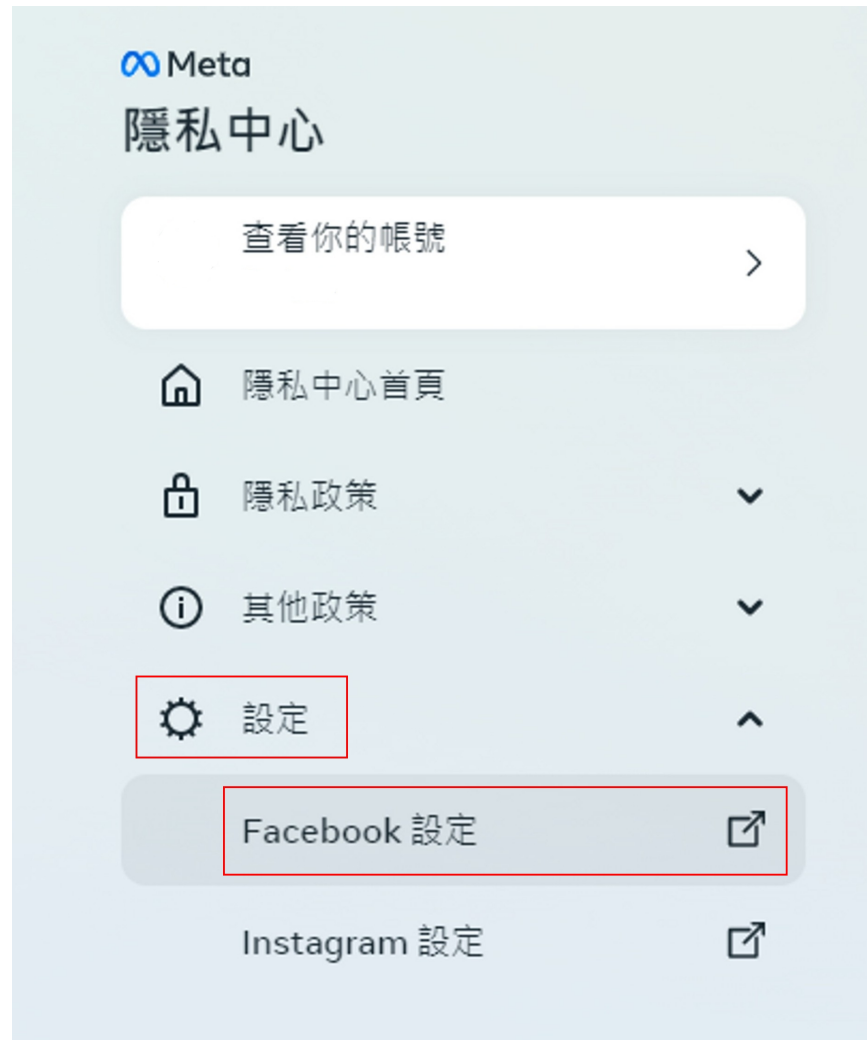 Meta
隱私中心
查看你的帳號
隱私中心首頁
隱私政策
其他政策
設定
Facebook 設定
Instagram 設定